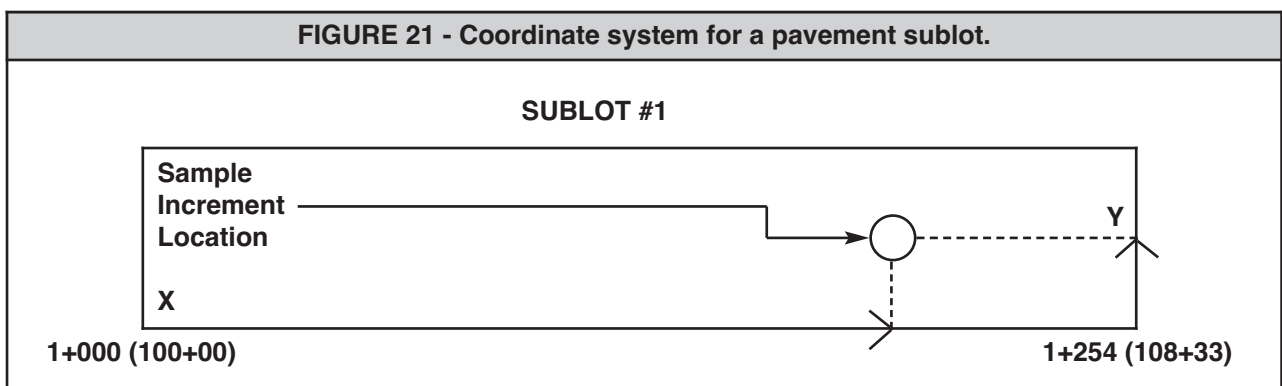 FIGURE 21 - Coordinate system for a pavement sublot.
SUBLOT #1
Sample
Increment
Location
Y
X
1+000 (100+00)
1+254 (108+33)